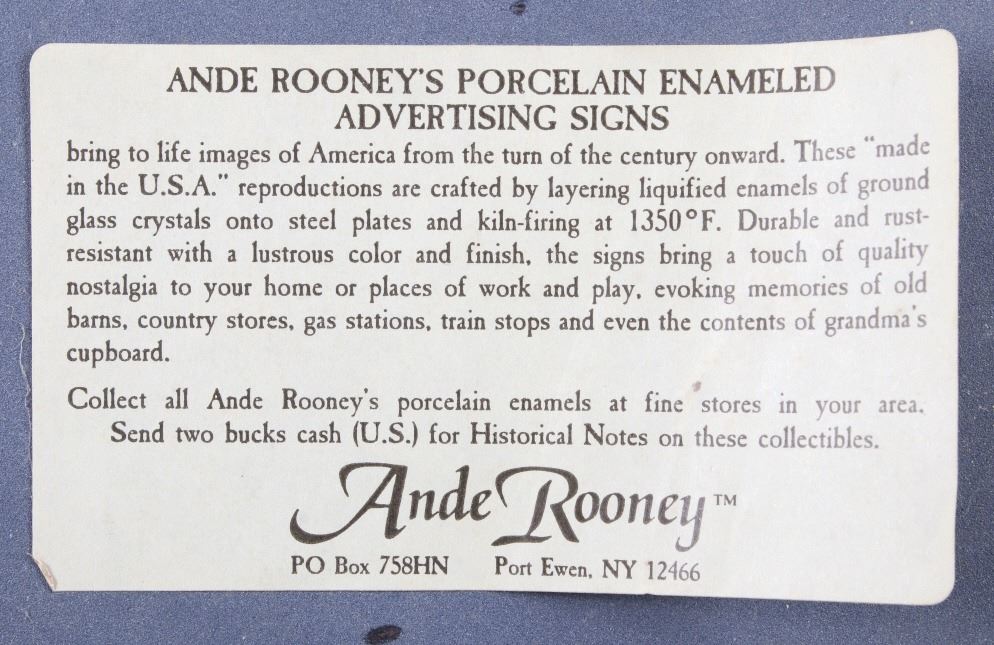 ANDE ROONEY'S PORCELAIN ENAMELED
ADVERTISING SIGNS
bring to life images of America from the turn of the century onward. These "made
in the U.S.A." reproductions are crafted by layering liquified enamels of ground
glass crystals onto steel plates and kiln-firing at 1350°F. Durable and rust-
resistant with a lustrous color and finish, the signs bring a touch of quality
nostalgia to your home or places of work and play, evoking memories of old
barns, country stores, gas stations, train stops and even the contents of grandma's
cupboard.
Collect all Ande Rooney's porcelain enamels at fine stores in your area.
Send two bucks cash (U.S.) for Historical Notes on these collectibles.
Ande Rooney™
PO Box 758HN Port Ewen, NY 12466